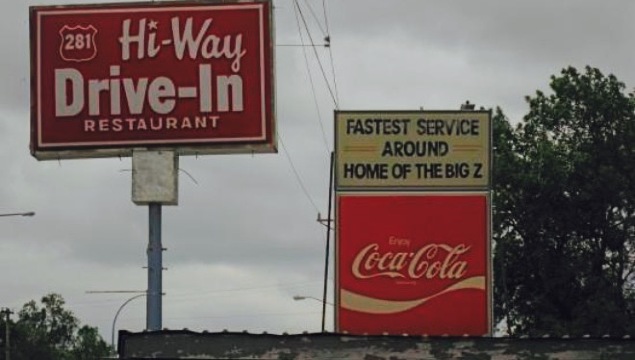 281
Hi-Way
Drive-In
RESTAURANT
FASTEST SERVICE
AROUND
HOME OF THE BIG Z
Enjoy
Coca-Cola